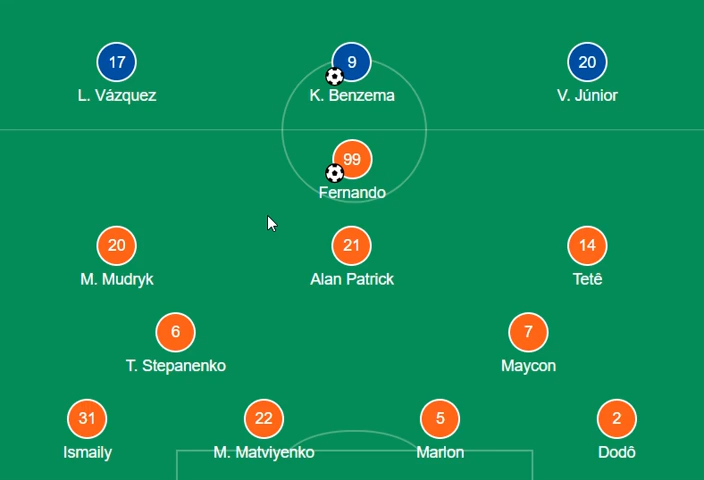 17 9 20
L. Vázquez K. Benzema V. Júnior
99
Fernando
20 21 14
M. Mudryk Alan Patrick Tetê
6 7
T. Stepanenko Maycon
31 22 5 2
Ismaily M. Matviyenko Marlon Dodô